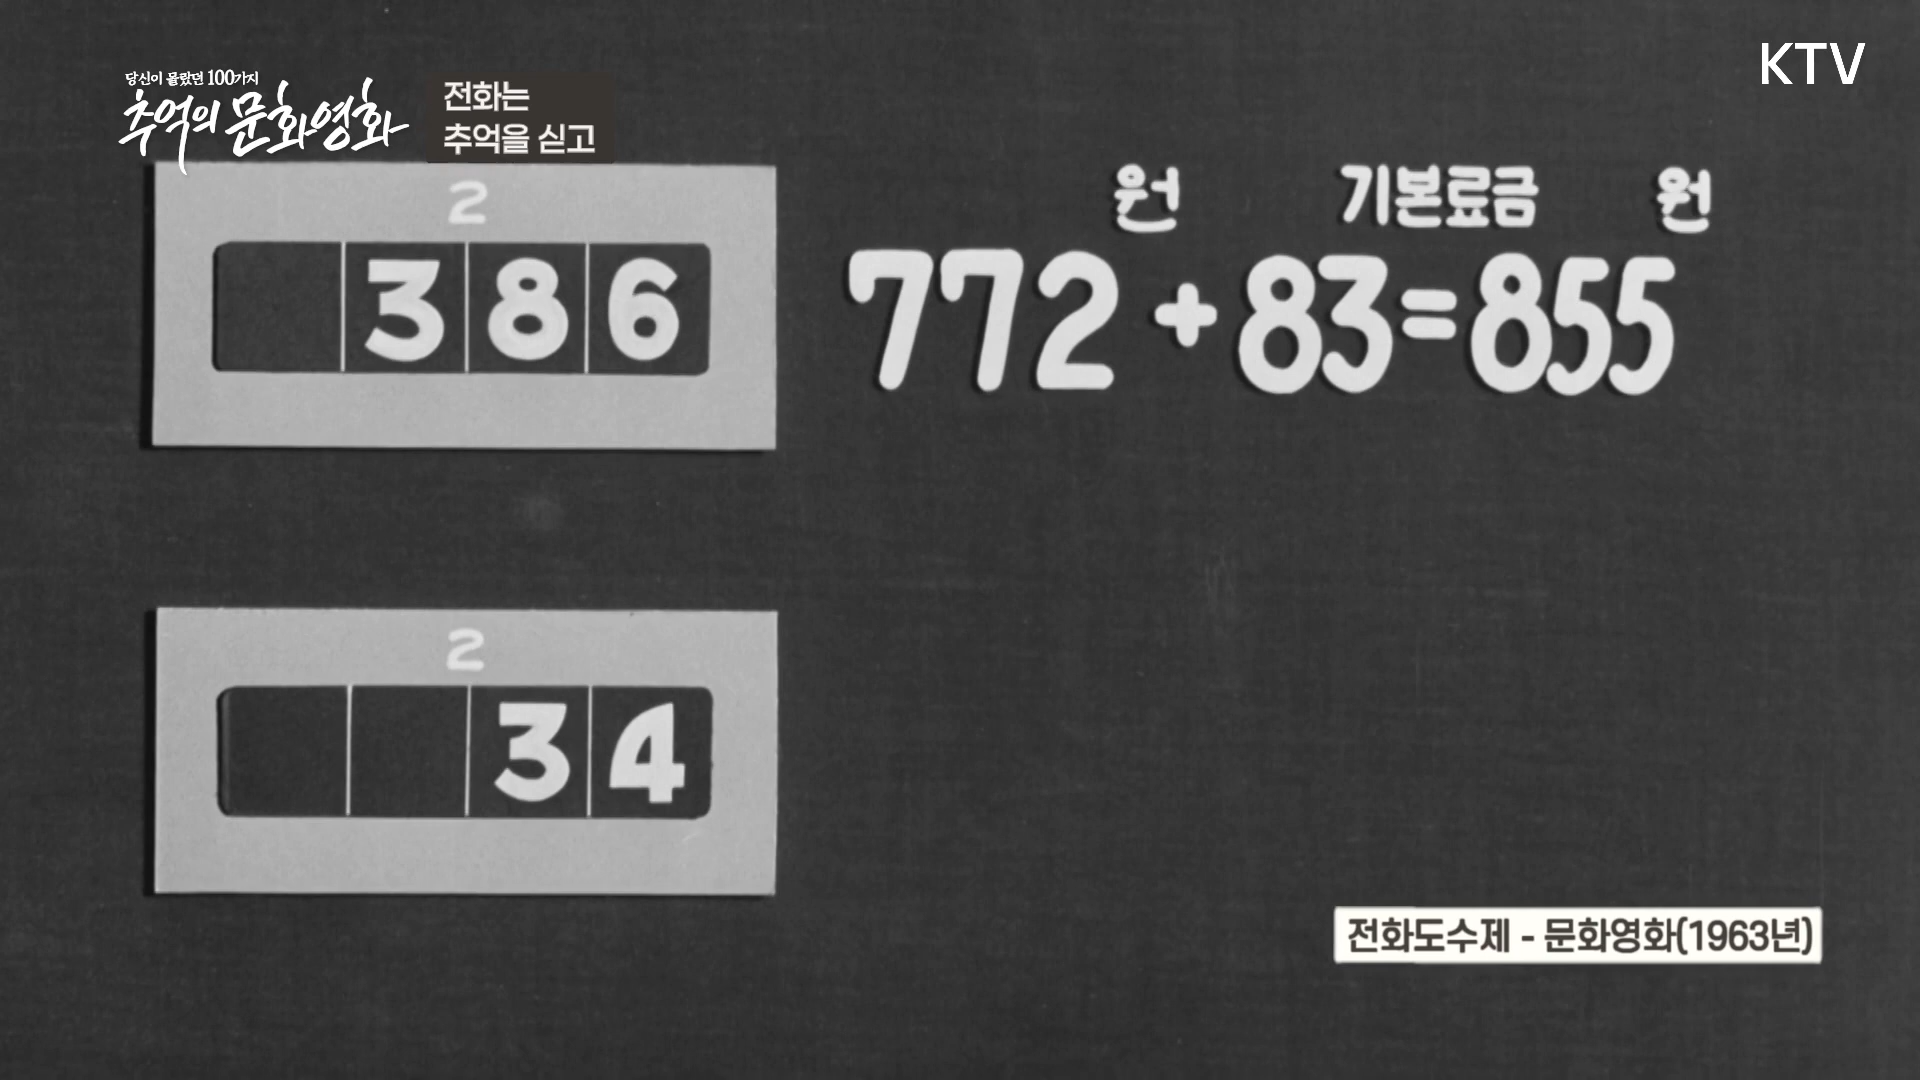 당신이 몰랐던 100가지
추억의 문화영화
전화는
추억을 싣고
KTV
2
386
원 기본료금 원
772+83=855
2
34
전화도수제 - 문화영화(1963년)